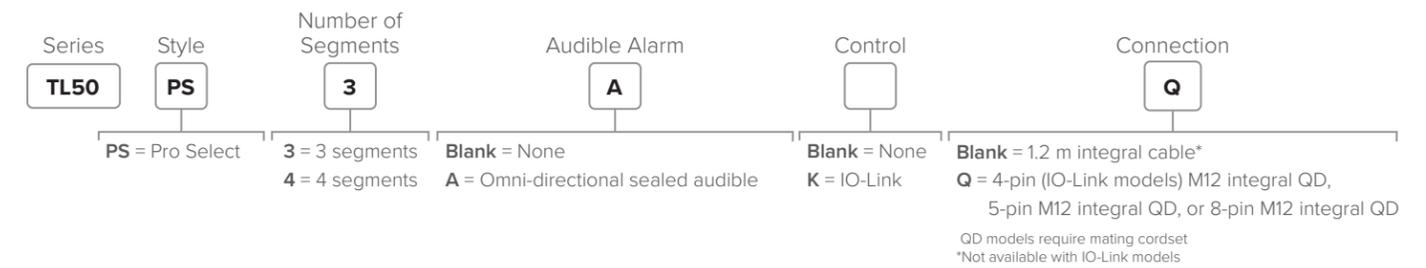 Number of
Series Style Segments Audible Alarm Control Connection
TL50 PS 3 A Q
PS = Pro Select 3 = 3 segments Blank = None Blank = None Blank = 1.2 m integral cable*
4 = 4 segments A = Omni-directional sealed audible K = IO-Link Q = 4-pin (IO-Link models) M12 integral QD,
5-pin M12 integral QD, or 8-pin M12 integral QD
QD models require mating cordset
*Not available with IO-Link models